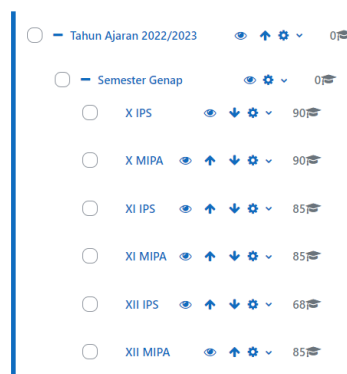 Tahun Ajaran 2022/2023 0
Semester Genap 0
X IPS 90
X MIPA 90
XI IPS 85
XI MIPA 85
XII IPS 68
XII MIPA 85